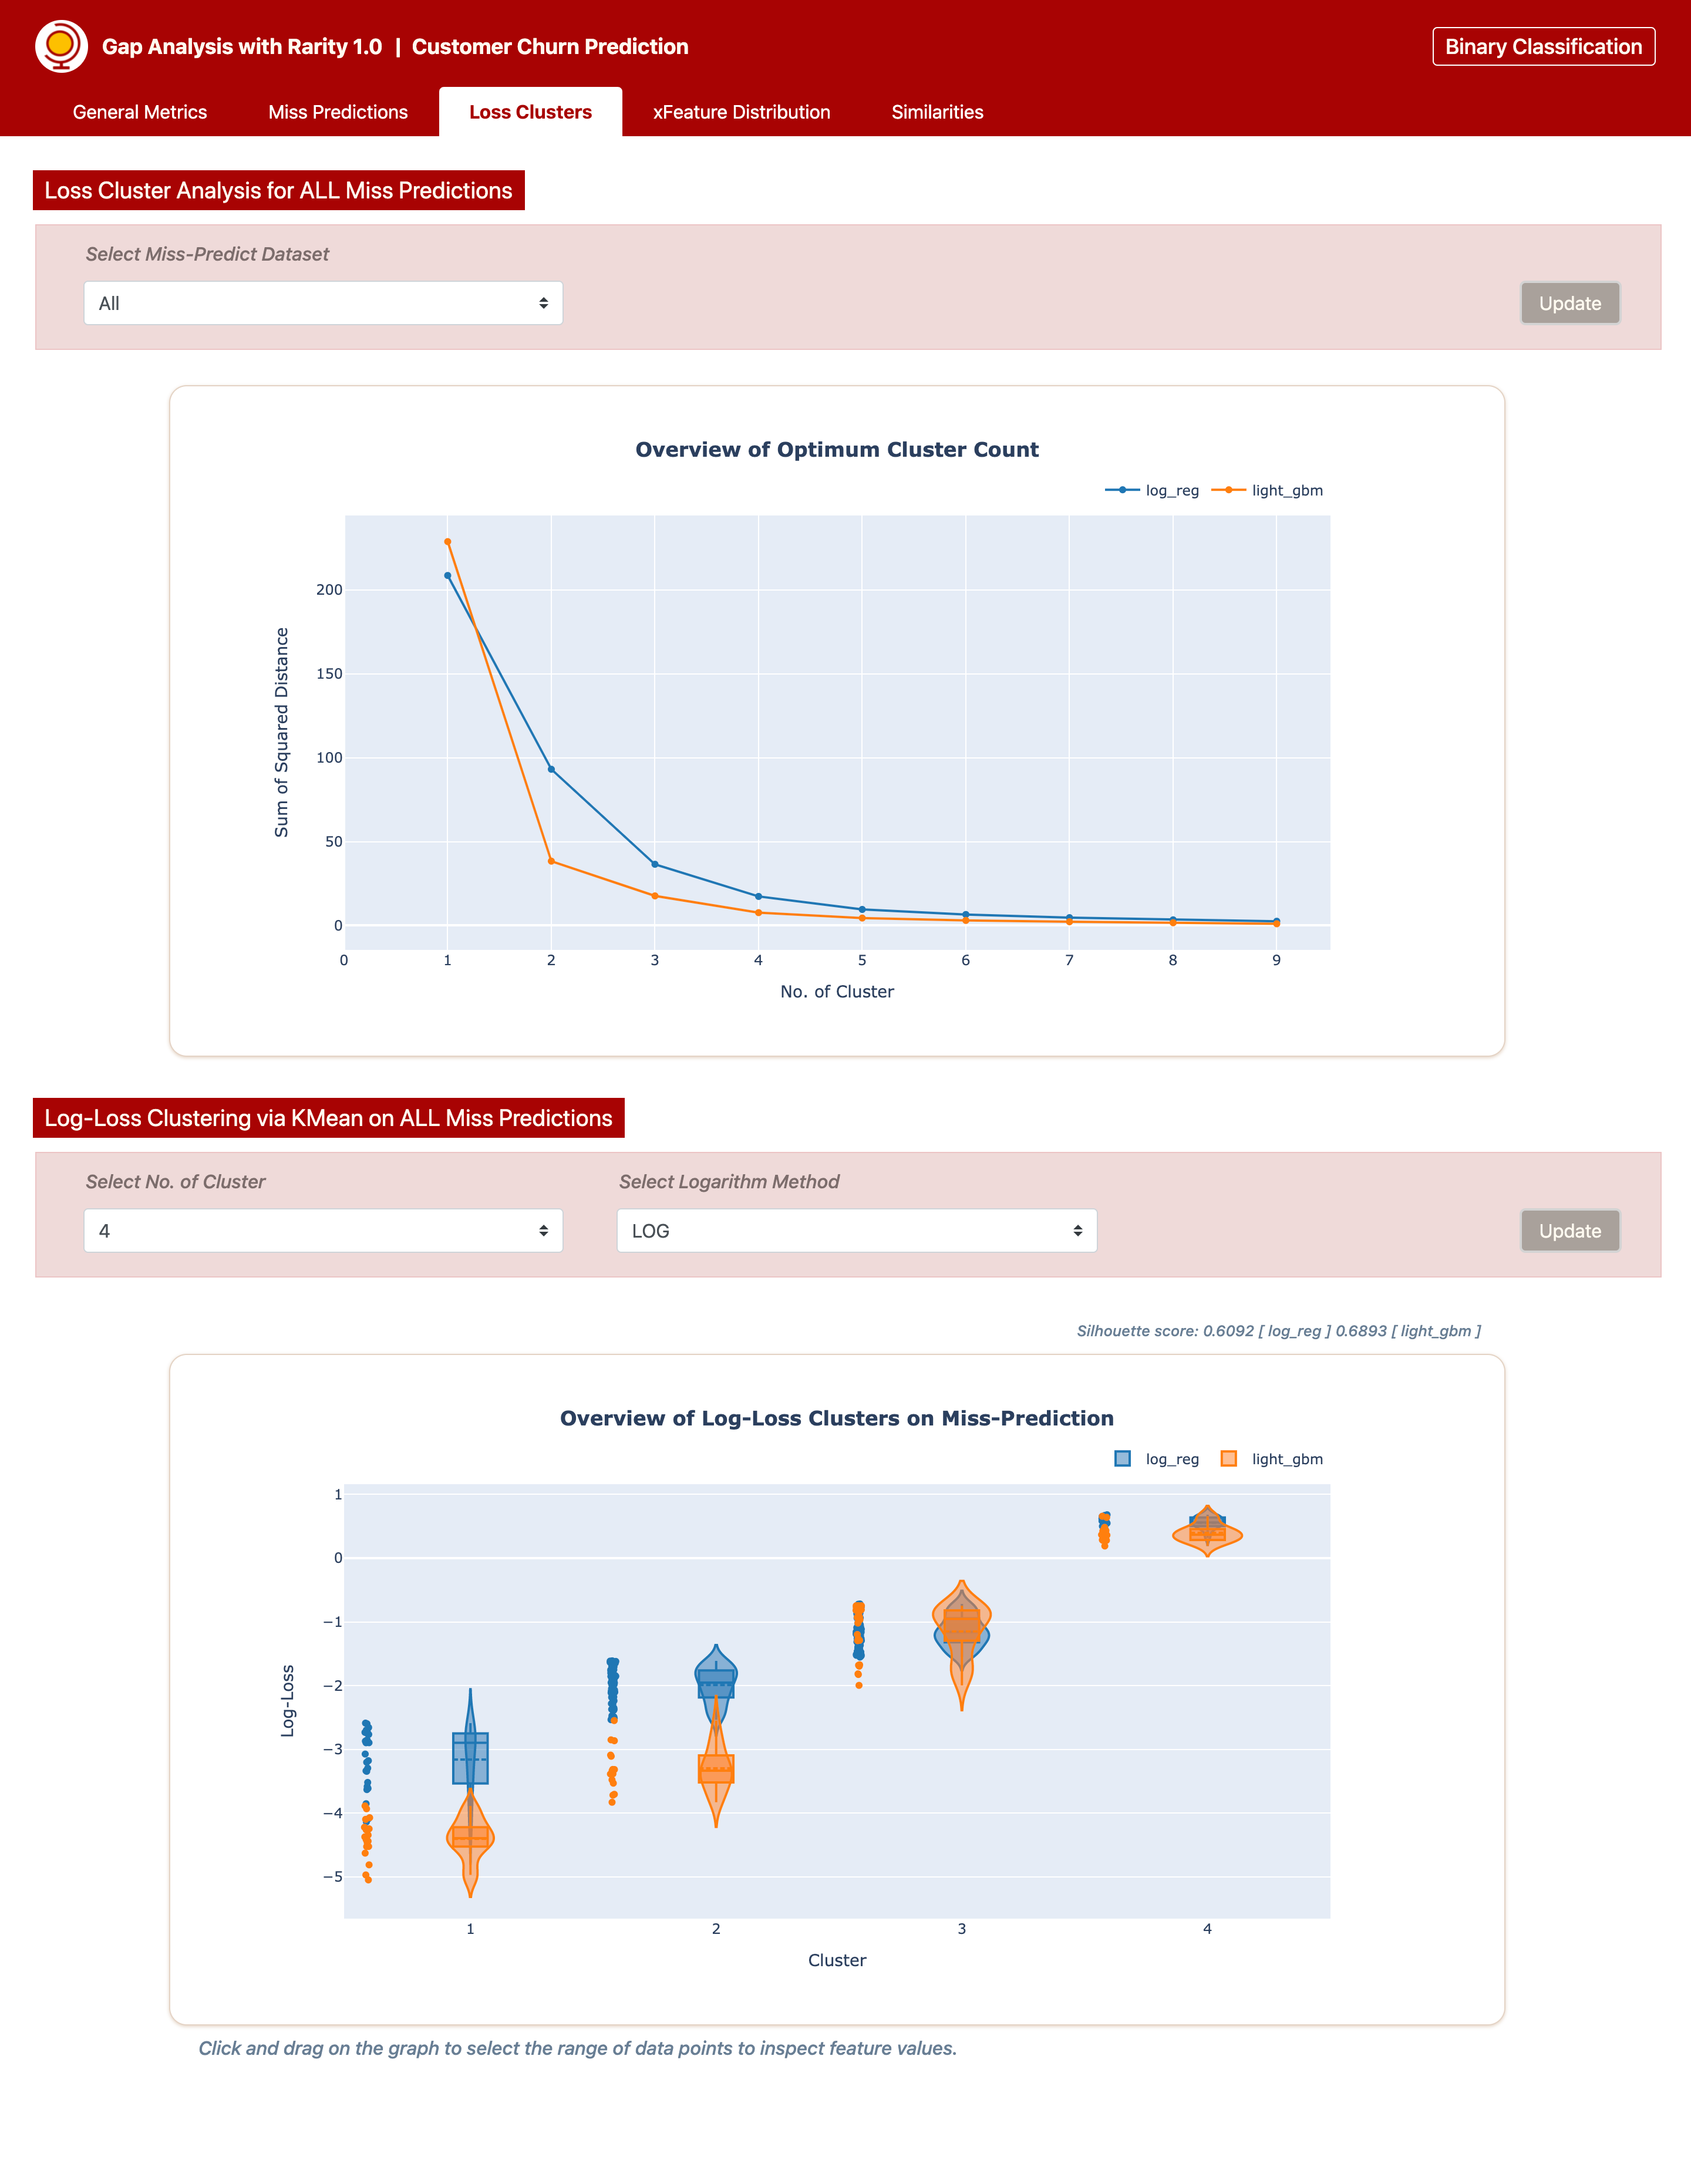 Gap Analysis with Rarity 1.0 | Customer Churn Prediction
Binary Classification
General Metrics Miss Predictions Loss Clusters xFeature Distribution Similarities
Loss Cluster Analysis for ALL Miss Predictions
Select Miss-Predict Dataset
All
Update
Overview of Optimum Cluster Count
log_reg light_gbm
200
150
100
50
0
Sum of Squared Distance
0 1 2 3 4 5 6 7 8 9
No. of Cluster
Log-Loss Clustering via KMean on ALL Miss Predictions
Select No. of Cluster Select Logarithm Method
4 LOG Update
Silhouette score: 0.6092 [ log_reg ] 0.6893 [ light_gbm ]
Overview of Log-Loss Clusters on Miss-Prediction
log_reg light_gbm
1
0
−1
−2
−3
−4
−5
Log-Loss
1 2 3 4
Cluster
Click and drag on the graph to select the range of data points to inspect feature values.